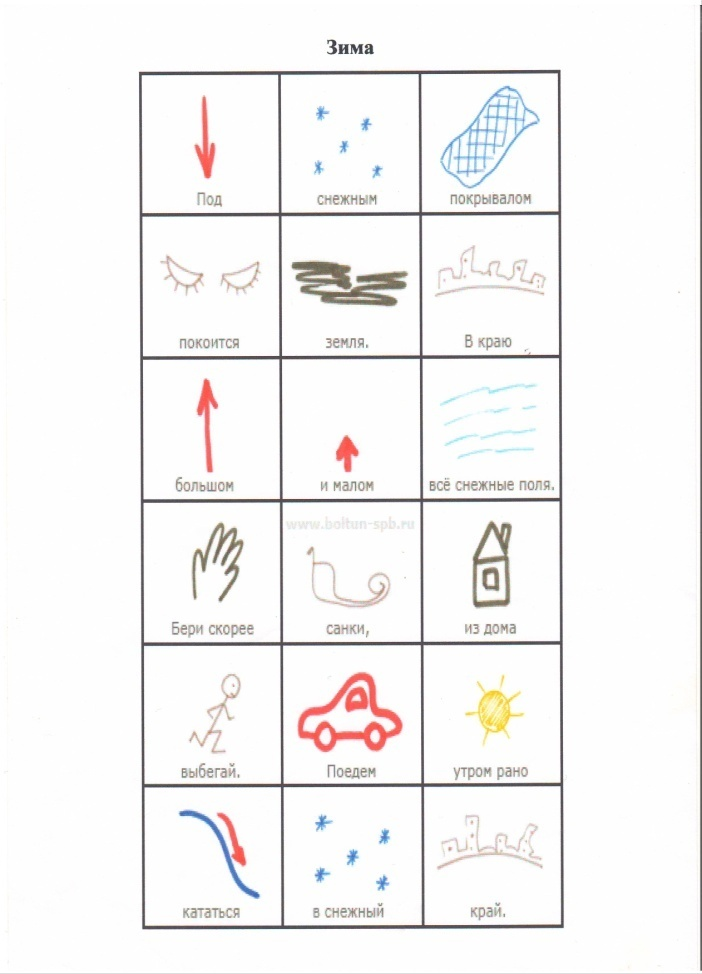 Зима
Под снежным покрывалом
покоится земля. В краю
большом и малом всё снежные поля.
www.boltun-spb.ru
Бери скорее санки, из дома
выбегай. Поедем утром рано
кататься в снежный край.